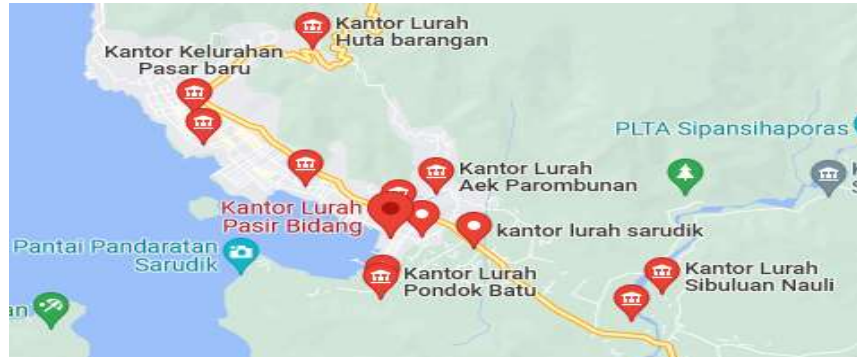 Kantor Lurah
Huta barangan
Kantor Kelurahan
Pasar baru
PLTA Sipansihaporas
Kantor Lurah
Aek Parombunan
Kantor Lurah
Pasir Bidang
kantor lurah sarudik
Pantai Pandaratan
Sarudik
Kantor Lurah
Pondok Batu
Kantor Lurah
Sibuluan Nauli